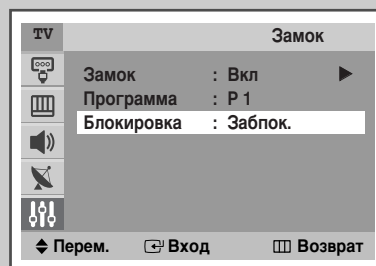 TV Замок
Замок : Вкл
Программа : P 1
Блокировка : Забпок.
Перем. Вход Возврат